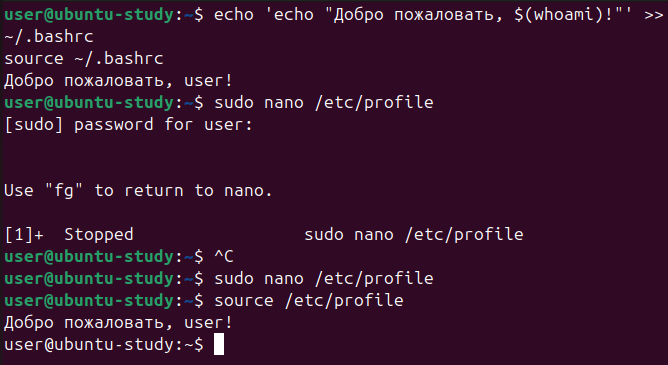 user@ubuntu-study:~$ echo 'echo "Добро пожаловать, $(whoami)!"' >>
~/.bashrc
source ~/.bashrc
Добро пожаловать, user!
user@ubuntu-study:~$ sudo nano /etc/profile
[sudo] password for user:
Use "fg" to return to nano.
[1]+  Stopped                 sudo nano /etc/profile
user@ubuntu-study:~$ ^C
user@ubuntu-study:~$ sudo nano /etc/profile
user@ubuntu-study:~$ source /etc/profile
Добро пожаловать, user!
user@ubuntu-study:~$